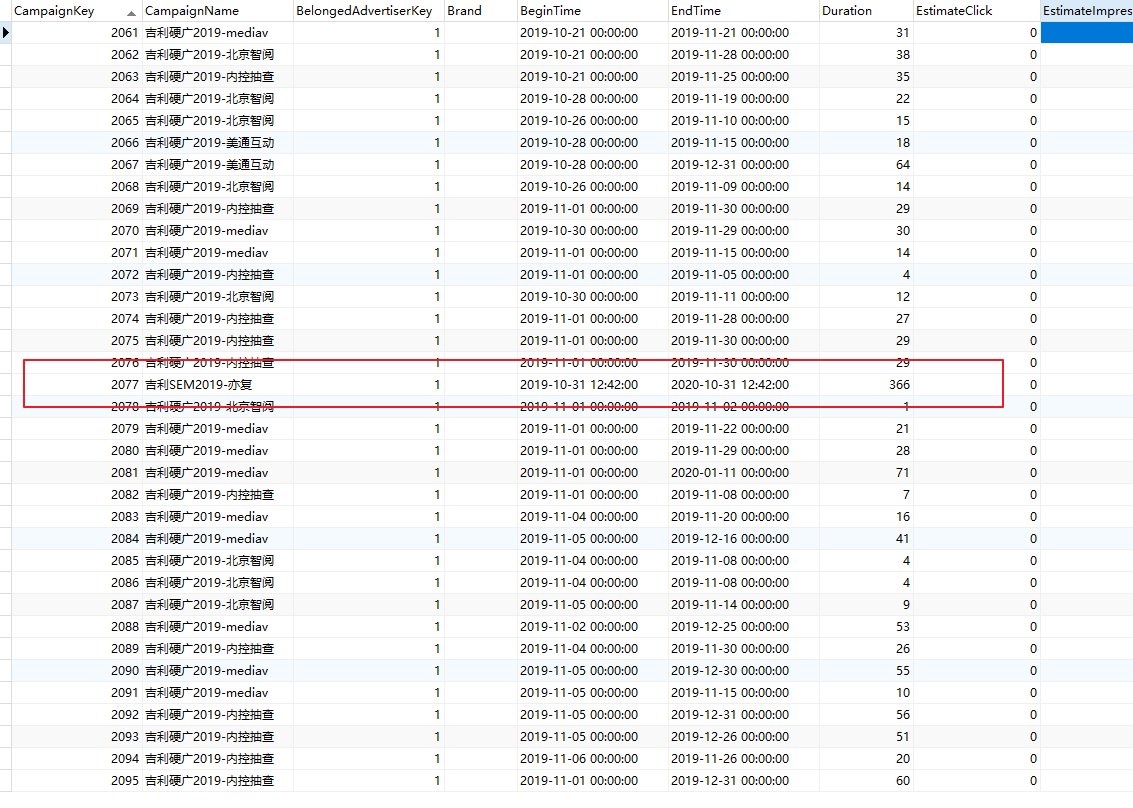 CampaignKey CampaignName BelongedAdvertiserKey Brand BeginTime EndTime Duration EstimateClick EstimateImpres
2061 吉利硬广2019-mediav 1 2019-10-21 00:00:00 2019-11-21 00:00:00 31 0
2062 吉利硬广2019-北京智阅 1 2019-10-21 00:00:00 2019-11-28 00:00:00 38 0
2063 吉利硬广2019-内控抽查 1 2019-10-21 00:00:00 2019-11-25 00:00:00 35 0
2064 吉利硬广2019-北京智阅 1 2019-10-28 00:00:00 2019-11-19 00:00:00 22 0
2065 吉利硬广2019-北京智阅 1 2019-10-26 00:00:00 2019-11-10 00:00:00 15 0
2066 吉利硬广2019-美通互动 1 2019-10-28 00:00:00 2019-11-15 00:00:00 18 0
2067 吉利硬广2019-美通互动 1 2019-10-28 00:00:00 2019-12-31 00:00:00 64 0
2068 吉利硬广2019-北京智阅 1 2019-10-26 00:00:00 2019-11-09 00:00:00 14 0
2069 吉利硬广2019-内控抽查 1 2019-11-01 00:00:00 2019-11-30 00:00:00 29 0
2070 吉利硬广2019-mediav 1 2019-10-30 00:00:00 2019-11-29 00:00:00 30 0
2071 吉利硬广2019-mediav 1 2019-11-01 00:00:00 2019-11-15 00:00:00 14 0
2072 吉利硬广2019-内控抽查 1 2019-11-01 00:00:00 2019-11-05 00:00:00 4 0
2073 吉利硬广2019-北京智阅 1 2019-10-30 00:00:00 2019-11-11 00:00:00 12 0
2074 吉利硬广2019-内控抽查 1 2019-11-01 00:00:00 2019-11-28 00:00:00 27 0
2075 吉利硬广2019-内控抽查 1 2019-11-01 00:00:00 2019-11-30 00:00:00 29 0
2076 吉利硬广2019-内控抽查 1 2019-11-01 00:00:00 2019-11-30 00:00:00 29 0
2077 吉利SEM2019-亦复 1 2019-10-31 12:42:00 2020-10-31 12:42:00 366 0
2078 吉利硬广2019-北京智阅 1 2019-11-01 00:00:00 2019-11-02 00:00:00 1 0
2079 吉利硬广2019-mediav 1 2019-11-01 00:00:00 2019-11-22 00:00:00 21 0
2080 吉利硬广2019-mediav 1 2019-11-01 00:00:00 2019-11-29 00:00:00 28 0
2081 吉利硬广2019-mediav 1 2019-11-01 00:00:00 2020-01-11 00:00:00 71 0
2082 吉利硬广2019-内控抽查 1 2019-11-01 00:00:00 2019-11-08 00:00:00 7 0
2083 吉利硬广2019-mediav 1 2019-11-04 00:00:00 2019-11-20 00:00:00 16 0
2084 吉利硬广2019-mediav 1 2019-11-05 00:00:00 2019-12-16 00:00:00 41 0
2085 吉利硬广2019-北京智阅 1 2019-11-04 00:00:00 2019-11-08 00:00:00 4 0
2086 吉利硬广2019-北京智阅 1 2019-11-04 00:00:00 2019-11-08 00:00:00 4 0
2087 吉利硬广2019-北京智阅 1 2019-11-05 00:00:00 2019-11-14 00:00:00 9 0
2088 吉利硬广2019-mediav 1 2019-11-02 00:00:00 2019-12-25 00:00:00 53 0
2089 吉利硬广2019-内控抽查 1 2019-11-04 00:00:00 2019-11-30 00:00:00 26 0
2090 吉利硬广2019-mediav 1 2019-11-05 00:00:00 2019-12-30 00:00:00 55 0
2091 吉利硬广2019-mediav 1 2019-11-05 00:00:00 2019-11-15 00:00:00 10 0
2092 吉利硬广2019-内控抽查 1 2019-11-05 00:00:00 2019-12-31 00:00:00 56 0
2093 吉利硬广2019-内控抽查 1 2019-11-05 00:00:00 2019-12-26 00:00:00 51 0
2094 吉利硬广2019-内控抽查 1 2019-11-06 00:00:00 2019-11-26 00:00:00 20 0
2095 吉利硬广2019-内控抽查 1 2019-11-01 00:00:00 2019-12-31 00:00:00 60 0